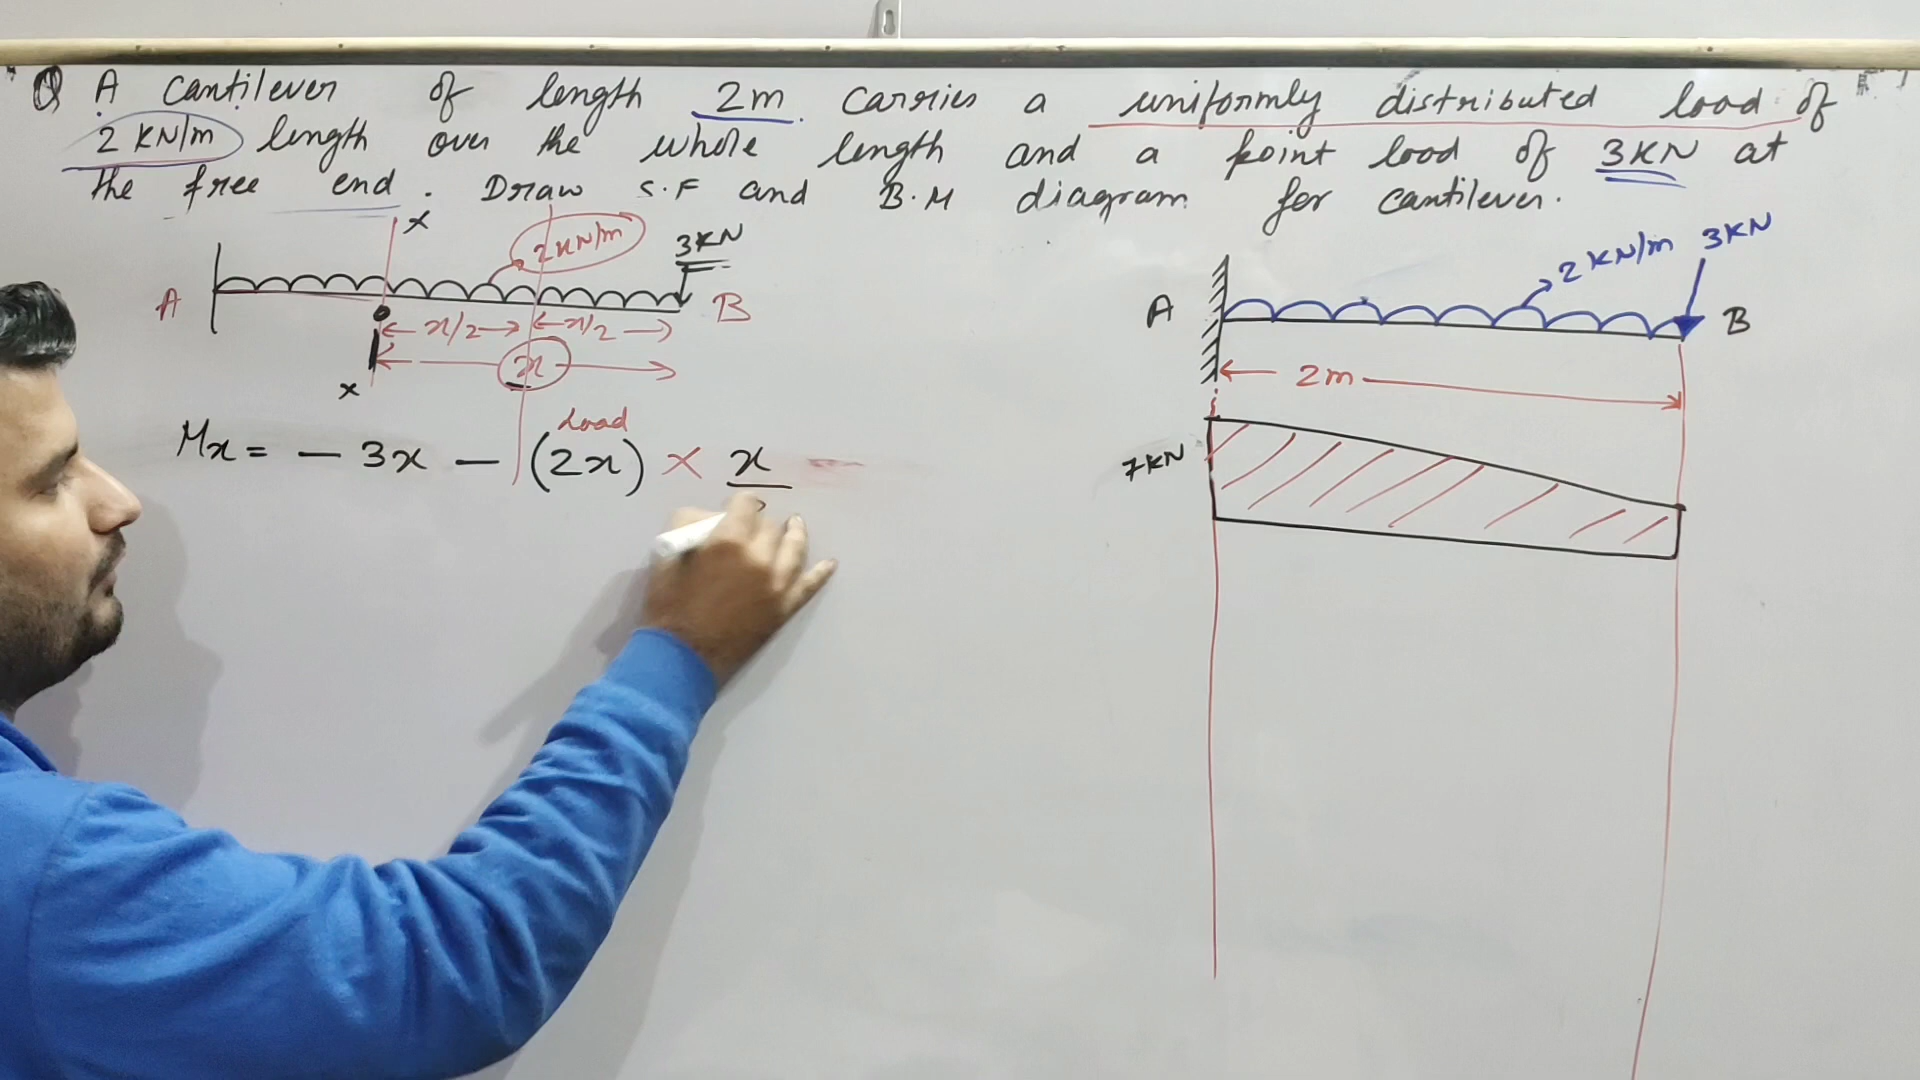 Q A cantilever of length 2m carries a uniformly distributed load of
2 KN/m length over the whole length and a point load of 3KN at
the free end. Draw S.F and B.M diagram for cantilever.
x
2KN/m
3KN
A
B
x/2
x/2
x
x
Load
Mx = - 3x - (2x) × x
2 KN/m
3KN
A
B
2m
7KN